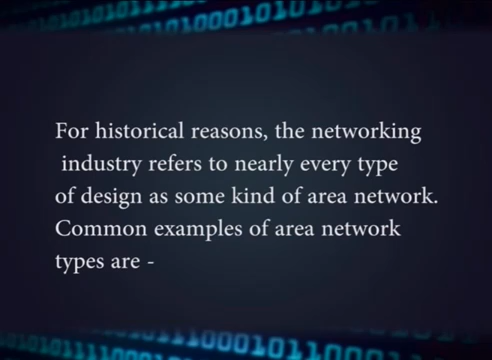 For historical reasons, the networking
industry refers to nearly every type
of design as some kind of area network.
Common examples of area network
types are -